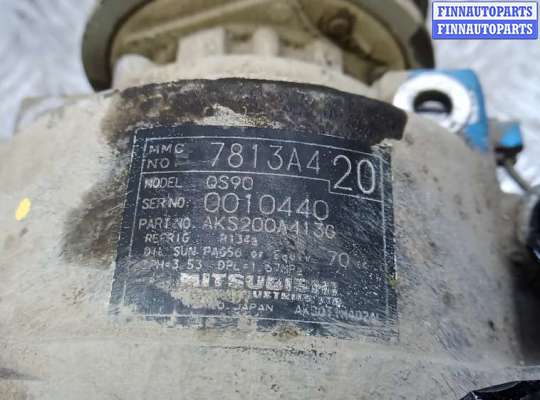 FINNAUTOPARTS
FINNAUTOPARTS
MMC NO. 7813A4 20
MODEL QS90
SER NO. 0010440
PART NO. AKS200A413G
REFRIG R134a
OIL SUN-PAG56 or Equiv 70
MITSUBISHI
JAPAN